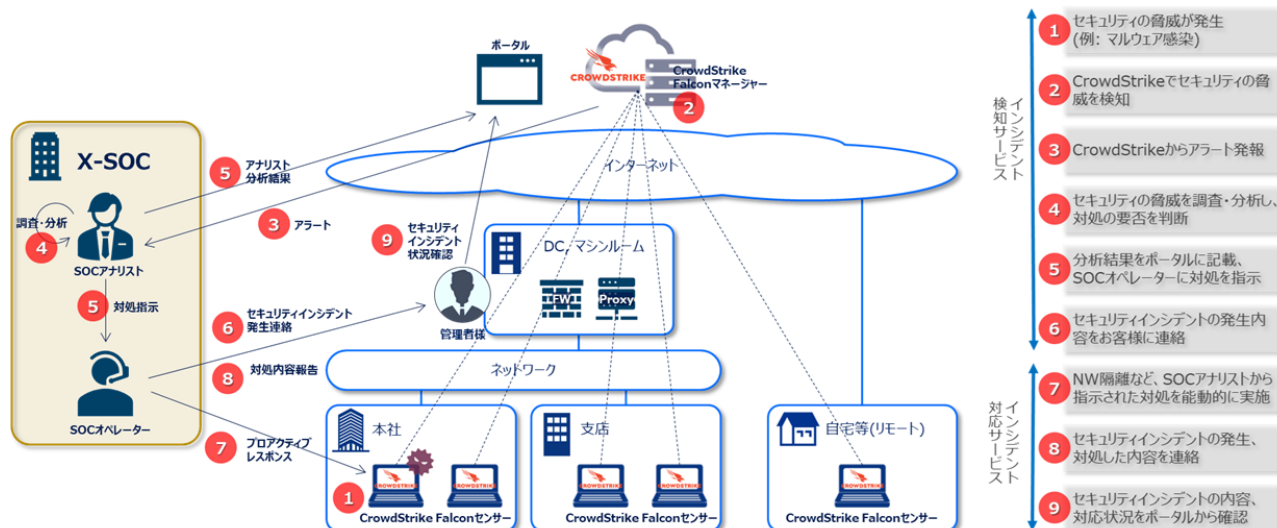 ポータル
CROWDSTRIKE
CrowdStrike
Falconマネージャー
2
X-SOC
調査・分析
4
SOCアナリスト
5
対処指示
SOCオペレーター
5
アナリスト
分析結果
3
アラート
9
セキュリティ
インシデント
状況確認
6
セキュリティインシデント
発生連絡
8
対処内容報告
7
プロアクティブ
レスポンス
管理者様
インターネット
DC, マシンルーム
FW
Proxy
ネットワーク
本社
1
CROWDSTRIKE
CROWDSTRIKE
CrowdStrike Falconセンサー
支店
CROWDSTRIKE
CROWDSTRIKE
CrowdStrike Falconセンサー
自宅等(リモート)
CROWDSTRIKE
CrowdStrike Falconセンサー
インシデント
検知サービス
1
セキュリティの脅威が発生
(例: マルウェア感染)
2
CrowdStrikeでセキュリティの脅
威を検知
3
CrowdStrikeからアラート発報
4
セキュリティの脅威を調査・分析し、
対処の要否を判断
5
分析結果をポータルに記載、
SOCオペレーターに対処を指示
6
セキュリティインシデントの発生内
容をお客様に連絡
インシデント
対応サービス
7
NW隔離など、SOCアナリストから
指示された対処を能動的に実施
8
セキュリティインシデントの発生、
対処した内容を連絡
9
セキュリティインシデントの内容、
対応状況をポータルから確認